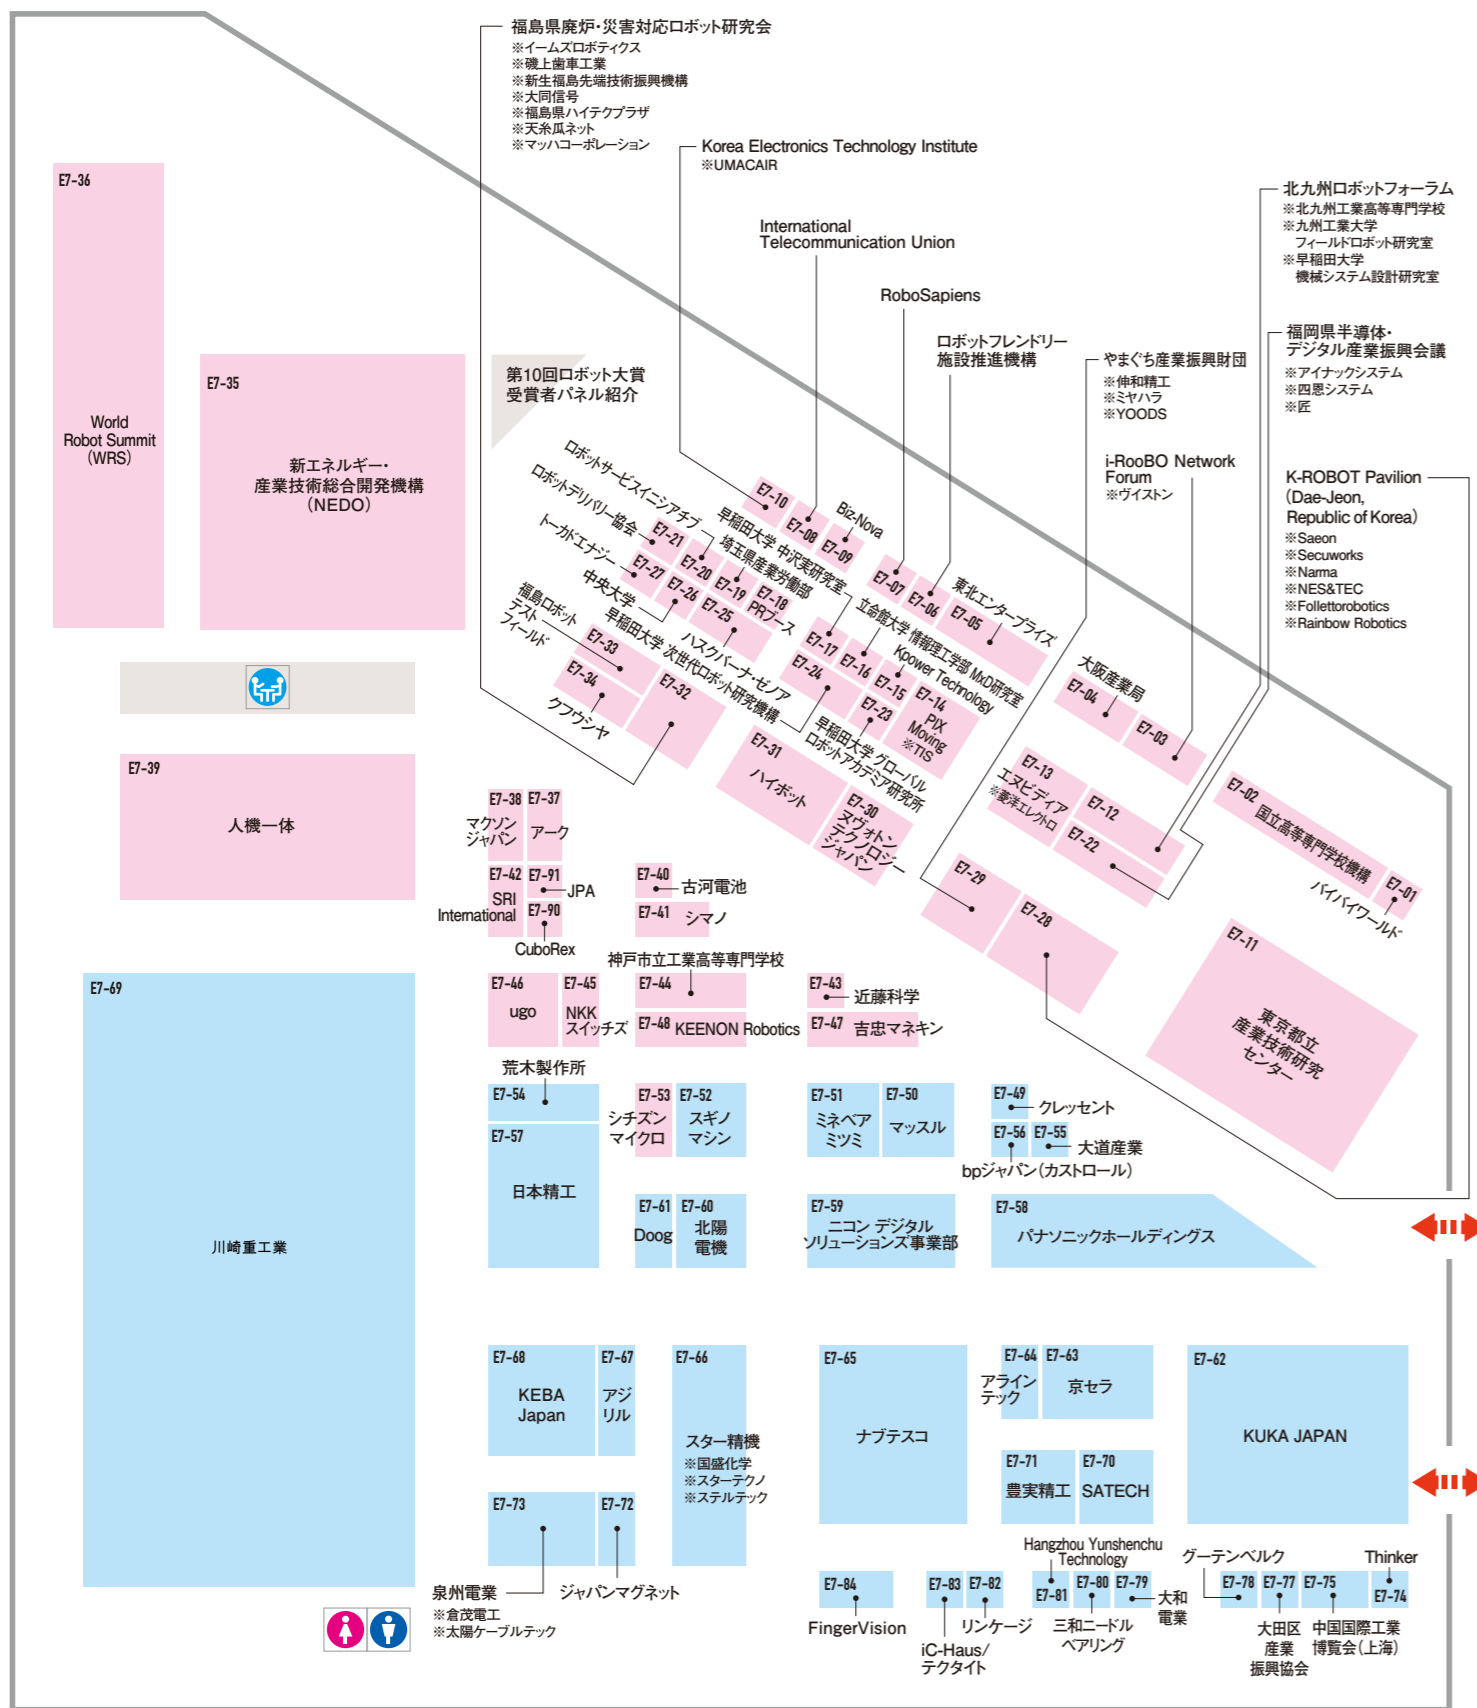 福島県廃炉・災害対応ロボット研究会
※イームズロボティクス
※磯上歯車工業
※新生福島先端技術振興機構
※大同信号
※福島県ハイテクプラザ
※天糸瓜ネット
※マッハコーポレーション
Korea Electronics Technology Institute
※UMACAIR
International
Telecommunication Union
RoboSapiens
ロボットフレンドリー
施設推進機構
やまぐち産業振興財団
※伸和精工
※ミヤハラ
※YOODS
i-RooBO Network
Forum
※ヴイストン
北九州ロボットフォーラム
※北九州工業高等専門学校
※九州工業大学
フィールドロボット研究室
※早稲田大学
機械システム設計研究室
福岡県半導体・
デジタル産業振興会議
※アイナックシステム
※四恩システム
※匠
K-ROBOT Pavilion
(Dae-Jeon,
Republic of Korea)
※Saeon
※Secuworks
※Narma
※NES&TEC
※Follettorobotics
※Rainbow Robotics
E7-36
World
Robot Summit
(WRS)
E7-35
新エネルギー・
産業技術総合開発機構
(NEDO)
第10回ロボット大賞
受賞者パネル紹介
ロボットサービスイニシアチブ
ロボットデリバリー協会
トーカドエナジー
中央大学
福島ロボット
テスト
フィールド
クフウシヤ
E7-21
E7-20
E7-19
E7-18
埼玉県産業労働部
PRブース
E7-27
E7-26
E7-25
ハスクバーナ・ゼノア
E7-33
E7-34
E7-32
早稲田大学 次世代ロボット研究機構
早稲田大学 中沢実研究室
E7-10
E7-08
E7-09
Biz-Nova
E7-07
E7-06
E7-05
東北エンタープライズ
E7-17
E7-16
E7-15
E7-14
立命館大学 情報理工学部 MxD研究室
Kpower Technology
PIX
Moving
※TIS
E7-24
E7-23
早稲田大学 グローバル
ロボットアカデミア研究所
E7-31
ハイボット
E7-30
ヌヴォトン
テクノロジー
ジャパン
大阪産業局
E7-04
E7-03
E7-13
エヌビディア
※菱洋エレクトロ
E7-12
E7-22
E7-02
国立高等専門学校機構
E7-01
バイバイワールド
E7-29
E7-28
E7-11
東京都立
産業技術研究
センター
E7-39
人機一体
E7-38
マクソン
ジャパン
E7-37
アーク
E7-42
SRI
International
E7-91
JPA
E7-90
CuboRex
E7-40
古河電池
E7-41
シマノ
E7-69
川崎重工業
E7-46
ugo
E7-45
NKK
スイッチズ
神戸市立工業高等専門学校
E7-44
E7-48
KEENON Robotics
E7-43
近藤科学
E7-47
吉忠マネキン
荒木製作所
E7-54
E7-57
日本精工
E7-53
シチズン
マイクロ
E7-52
スギノ
マシン
E7-51
ミネベア
ミツミ
E7-50
マッスル
E7-49
クレッセント
E7-56
E7-55
大道産業
bpジャパン(カストロール)
E7-61
Doog
E7-60
北陽
電機
E7-59
ニコン デジタル
ソリューションズ事業部
E7-58
パナソニックホールディングス
E7-68
KEBA
Japan
E7-67
アジ
リル
E7-66
スター精機
※国盛化学
※スターテクノ
※ステルテック
E7-65
ナブテスコ
E7-64
アライン
テック
E7-63
京セラ
E7-62
KUKA JAPAN
E7-71
豊実精工
E7-70
SATECH
E7-73
泉州電業
※倉茂電工
※太陽ケーブルテック
E7-72
ジャパンマグネット
E7-84
FingerVision
E7-83
iC-Haus/
テクタイト
E7-82
リンケージ
Hangzhou Yunshenchu
Technology
E7-81
E7-80
三和ニードル
ベアリング
E7-79
大和
電業
グーテンベルク
E7-78
E7-77
大田区
産業
振興協会
E7-75
中国国際工業
博覧会(上海)
Thinker
E7-74